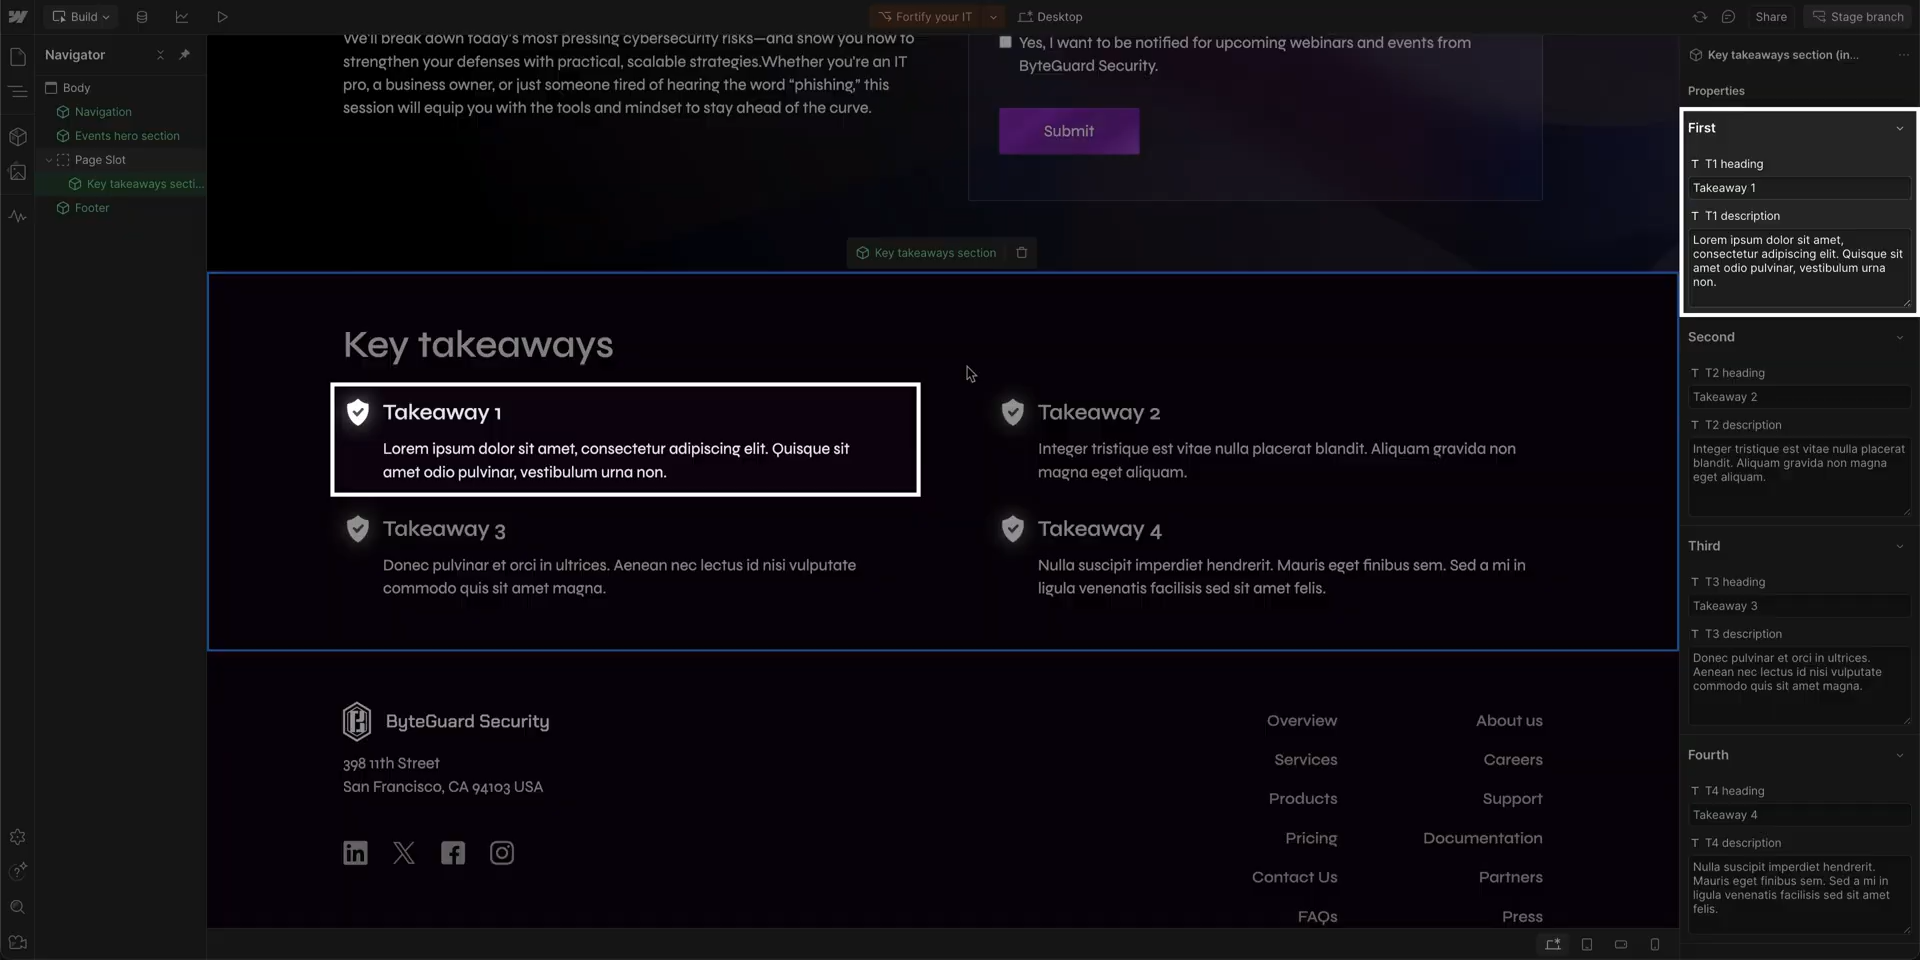 Build
Fortify your IT
Desktop
Share
Stage branch
Navigator
Body
Navigation
Events hero section
Page Slot
Key takeaways secti...
Footer
We'll break down today's most pressing cybersecurity risks—and show you how to
strengthen your defenses with practical, scalable strategies.Whether you're an IT
pro, a business owner, or just someone tired of hearing the word “phishing,” this
session will equip you with the tools and mindset to stay ahead of the curve.
Yes, I want to be notified for upcoming webinars and events from
ByteGuard Security.
Submit
Key takeaways section
Key takeaways
Takeaway 1
Lorem ipsum dolor sit amet, consectetur adipiscing elit. Quisque sit
amet odio pulvinar, vestibulum urna non.
Takeaway 2
Integer tristique est vitae nulla placerat blandit. Aliquam gravida non
magna eget aliquam.
Takeaway 3
Donec pulvinar et orci in ultrices. Aenean nec lectus id nisi vulputate
commodo quis sit amet magna.
Takeaway 4
Nulla suscipit imperdiet hendrerit. Mauris eget finibus sem. Sed a mi in
ligula venenatis facilisis sed sit amet felis.
ByteGuard Security
398 11th Street
San Francisco, CA 94103 USA
Overview
Services
Products
Pricing
Contact Us
FAQs
About us
Careers
Support
Documentation
Partners
Press
Key takeaways section (in...
Properties
First
T1 heading
Takeaway 1
T1 description
Lorem ipsum dolor sit amet,
consectetur adipiscing elit. Quisque sit
amet odio pulvinar, vestibulum urna
non.
Second
T2 heading
Takeaway 2
T2 description
Integer tristique est vitae nulla placerat
blandit. Aliquam gravida non magna
eget aliquam.
Third
T3 heading
Takeaway 3
T3 description
Donec pulvinar et orci in ultrices.
Aenean nec lectus id nisi vulputate
commodo quis sit amet magna.
Fourth
T4 heading
Takeaway 4
T4 description
Nulla suscipit imperdiet hendrerit.
Mauris eget finibus sem. Sed a mi in
ligula venenatis facilisis sed sit amet
felis.